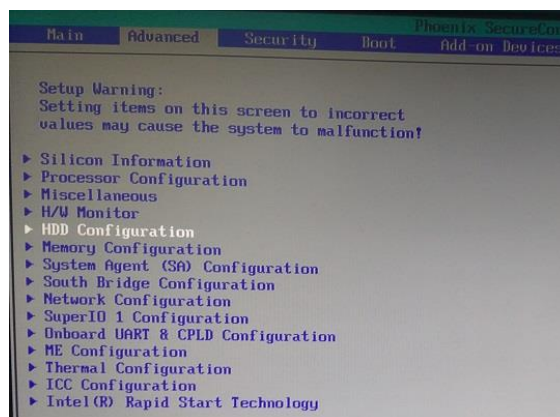 Phoenix SecureCor
Main Advanced Security Boot Add-on Devices
Setup Warning:
Setting items on this screen to incorrect
values may cause the system to malfunction!
Silicon Information
Processor Configuration
Miscellaneous
H/W Monitor
HDD Configuration
Memory Configuration
System Agent (SA) Configuration
South Bridge Configuration
Network Configuration
SuperIO 1 Configuration
Onboard UART & CPLD Configuration
ME Configuration
Thermal Configuration
ICC Configuration
Intel(R) Rapid Start Technology